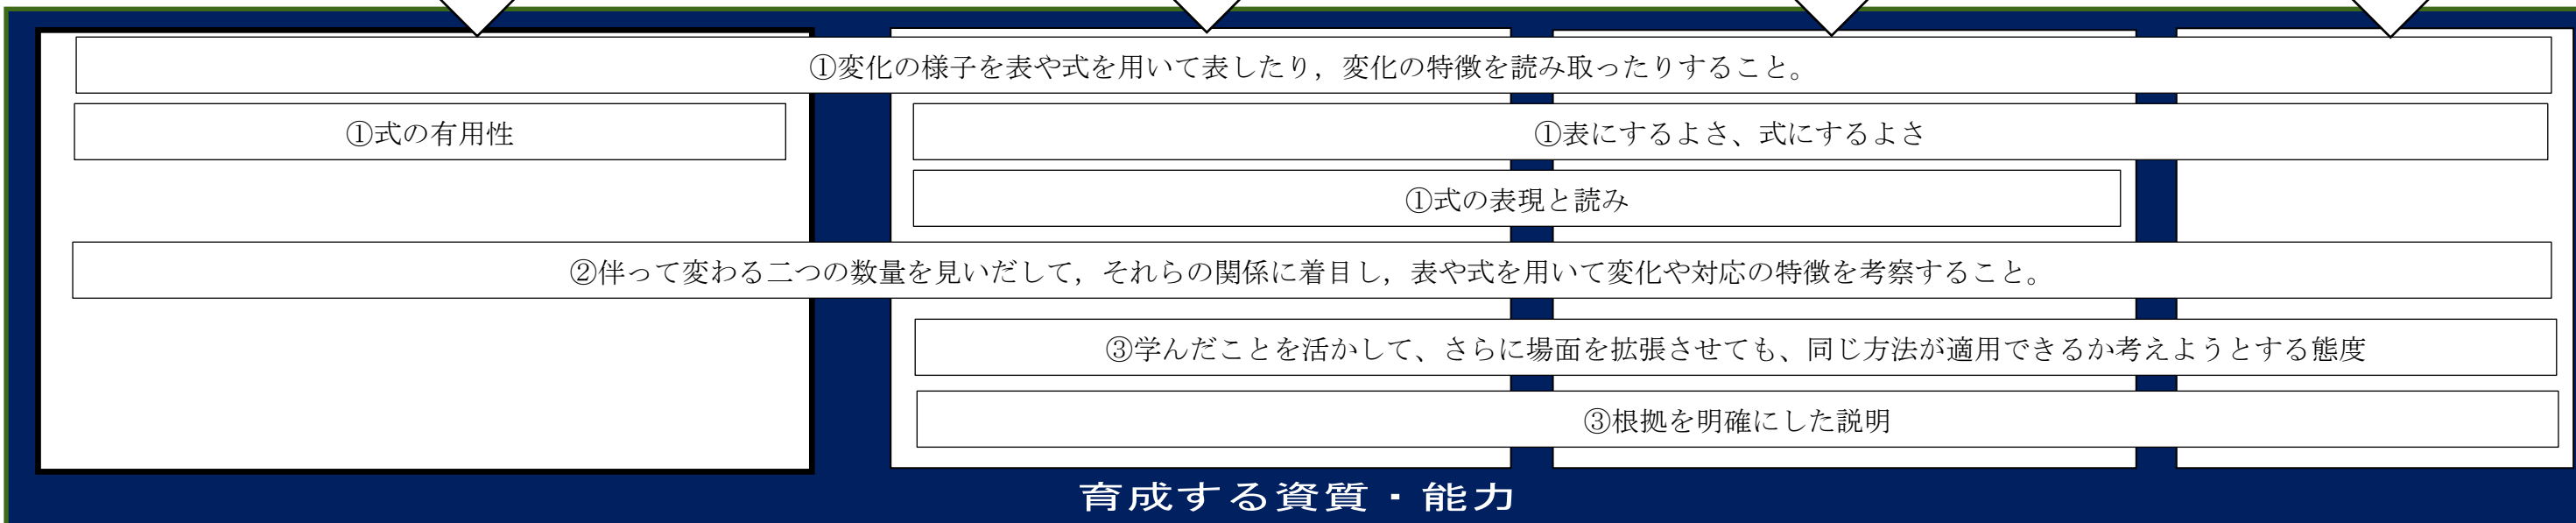 ①変化の様子を表や式を用いて表したり，変化の特徴を読み取ったりすること。
①式の有用性
①表にするよさ、式にするよさ
①式の表現と読み
②伴って変わる二つの数量を見いだして，それらの関係に着目し，表や式を用いて変化や対応の特徴を考察すること。
③学んだことを活かして、さらに場面を拡張させても、同じ方法が適用できるか考えようとする態度
③根拠を明確にした説明
育成する資質・能力